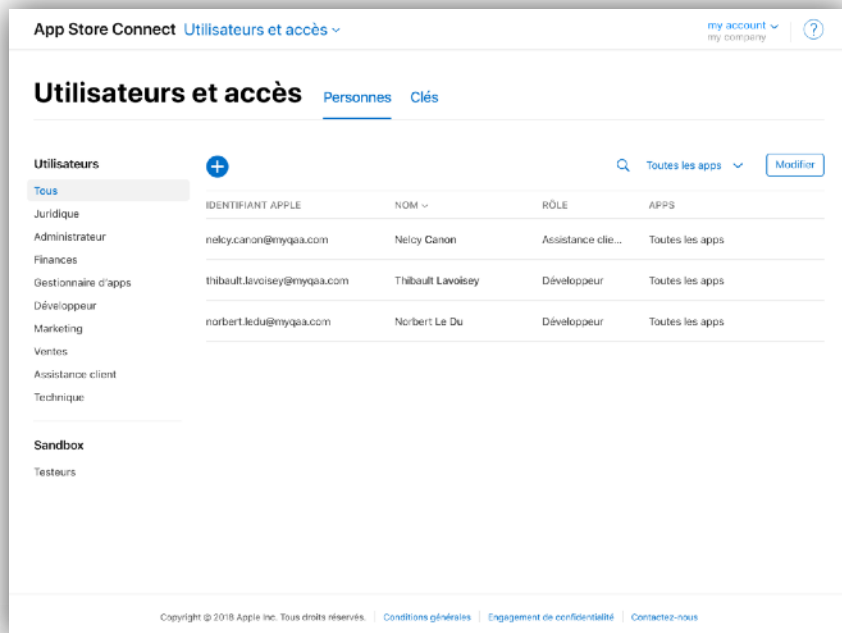 App Store Connect Utilisateurs et accès
my account
my company
?
Utilisateurs et accès Personnes Clés
Utilisateurs
Toutes les apps Modifier
Tous
Juridique
Administrateur
Finances
Gestionnaire d'apps
Développeur
Marketing
Ventes
Assistance client
Technique
Sandbox
Testeurs
IDENTIFIANT APPLE NOM RÔLE APPS
nelcy.canon@myqaa.com Nelcy Canon Assistance clie... Toutes les apps
thibault.lavoisey@myqaa.com Thibault Lavoisey Développeur Toutes les apps
norbert.ledu@myqaa.com Norbert Le Du Développeur Toutes les apps
Copyright © 2018 Apple Inc. Tous droits réservés. Conditions générales Engagement de confidentialité Contactez-nous